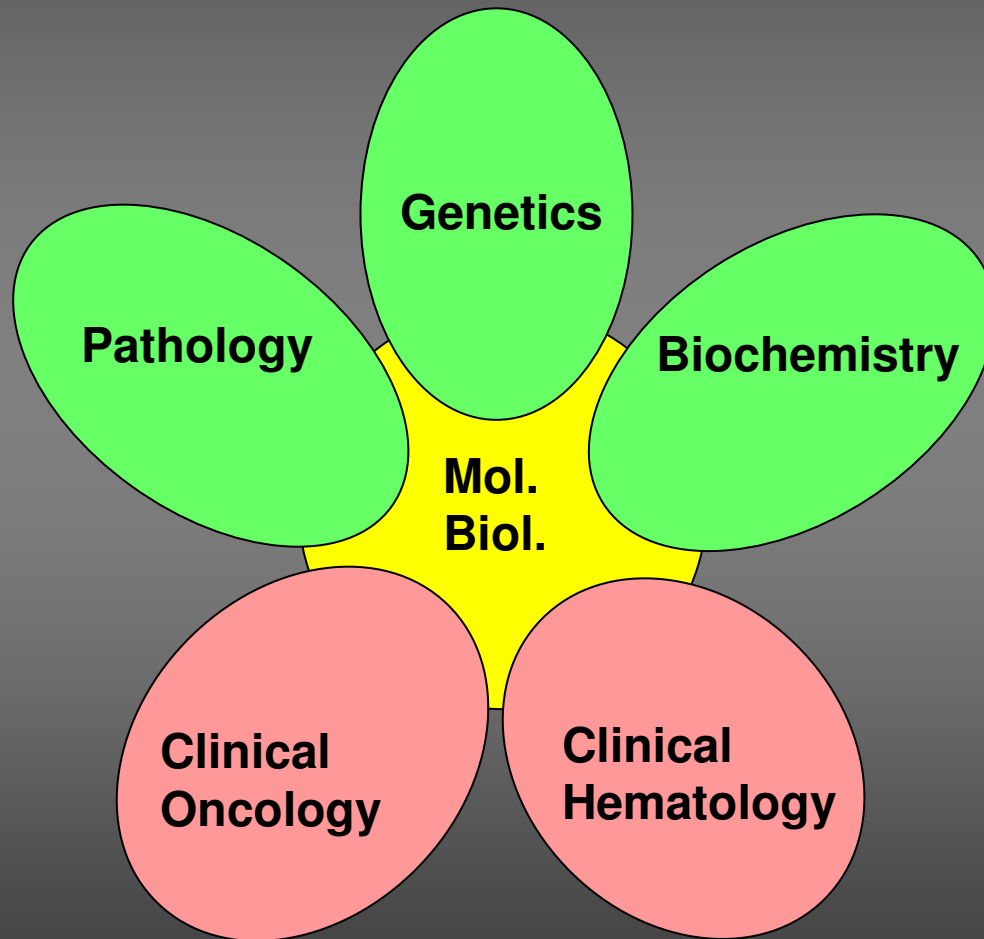 Genetics
Pathology
Biochemistry
Mol.
Biol.
Clinical
Oncology
Clinical
Hematology